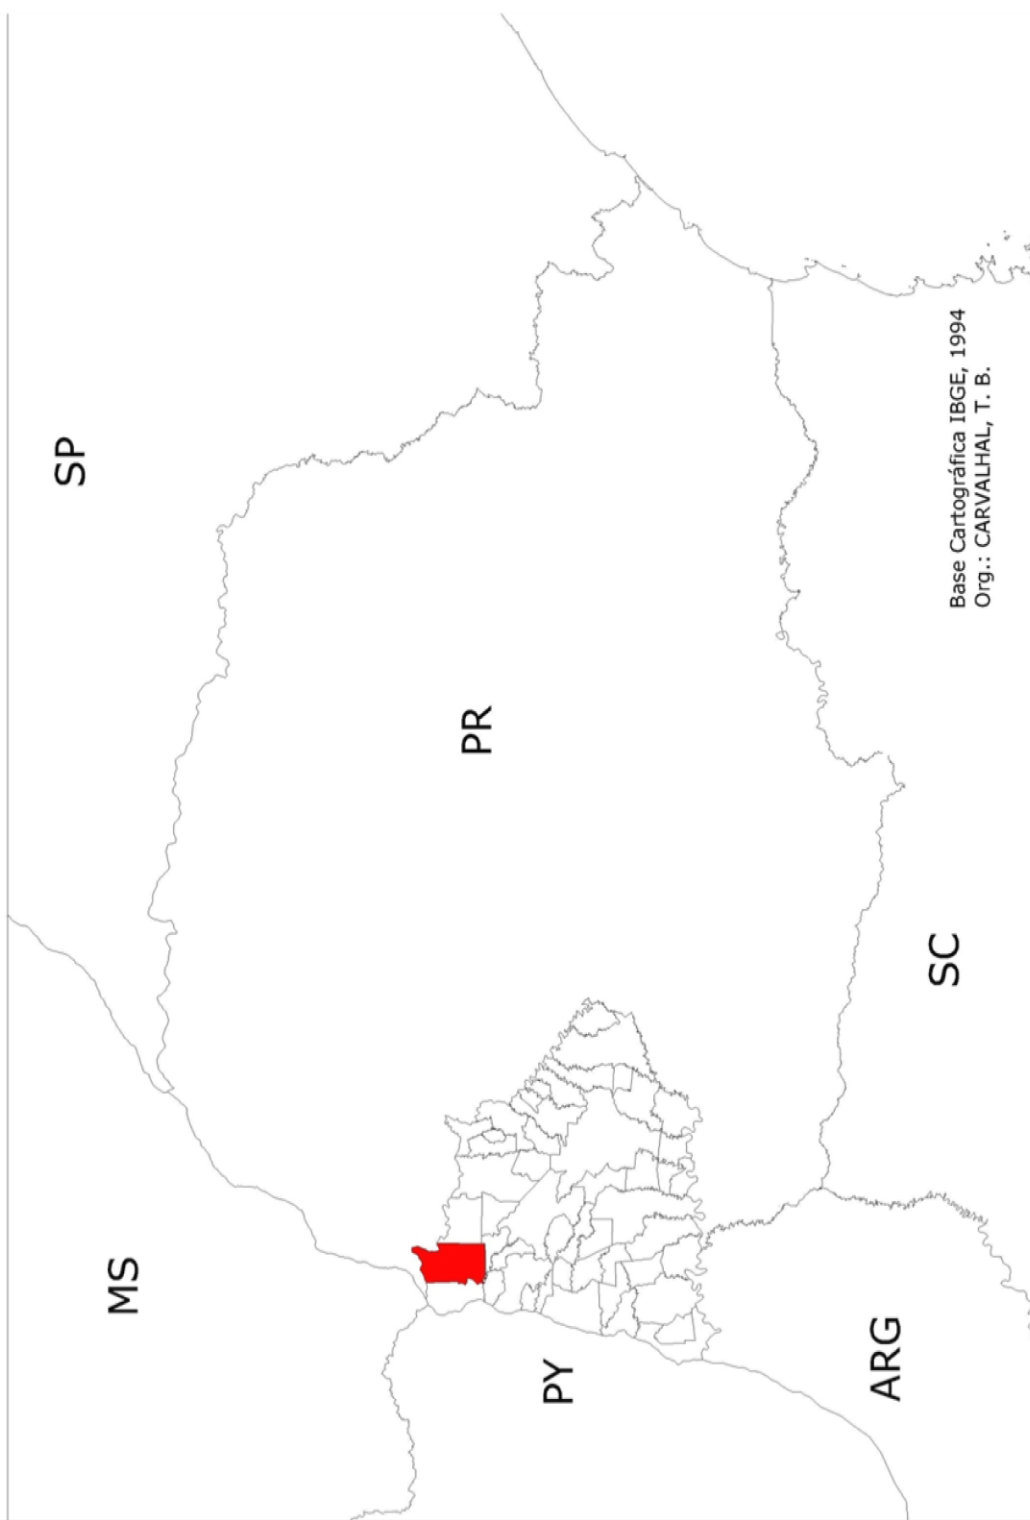 SP
MS
PR
PY
SC
ARG
Base Cartográfica IBGE, 1994
Org.: CARVALHAL, T. B.